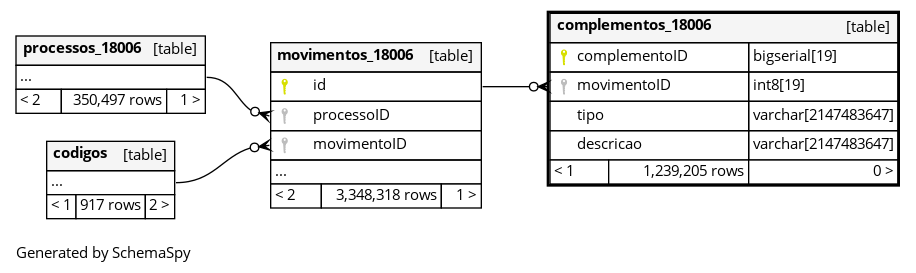 processos_18006 [table]
...
< 2 350,497 rows 1 >
codigos [table]
...
< 1 917 rows 2 >
movimentos_18006 [table]
id
processoID
movimentoID
...
< 2 3,348,318 rows 1 >
complementos_18006 [table]
complementoID bigserial[19]
movimentoID int8[19]
tipo varchar[2147483647]
descricao varchar[2147483647]
< 1 1,239,205 rows 0 >
Generated by SchemaSpy